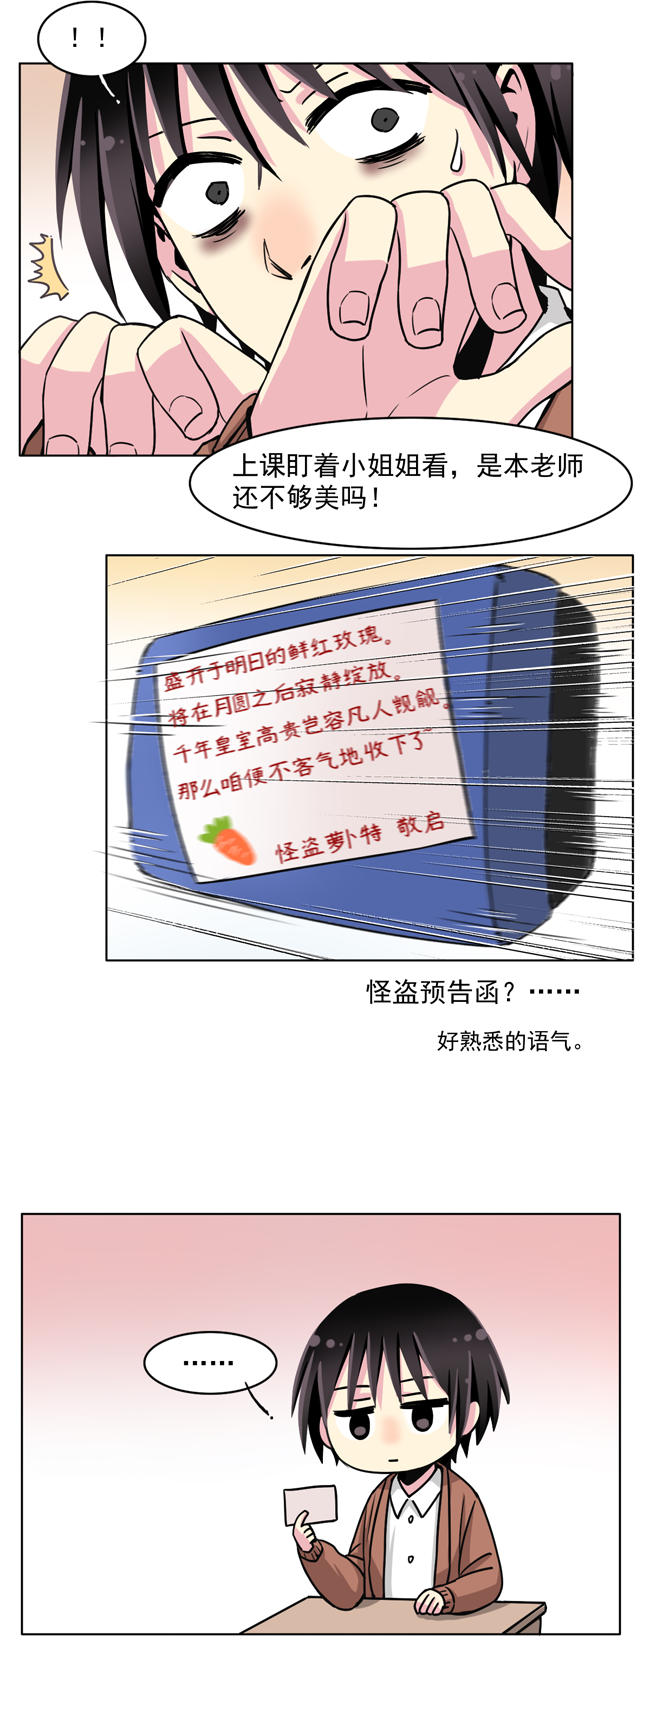 ！！
上课盯着小姐姐看，是本老师
还不够美吗！
盛开于明日的鲜红玫瑰。
将在月圆之后寂静绽放。
千年皇室高贵岂容凡人觊觎。
那么咱便不客气地收下了~
怪盗萝卜特 敬启
怪盗预告函？……
好熟悉的语气。
……